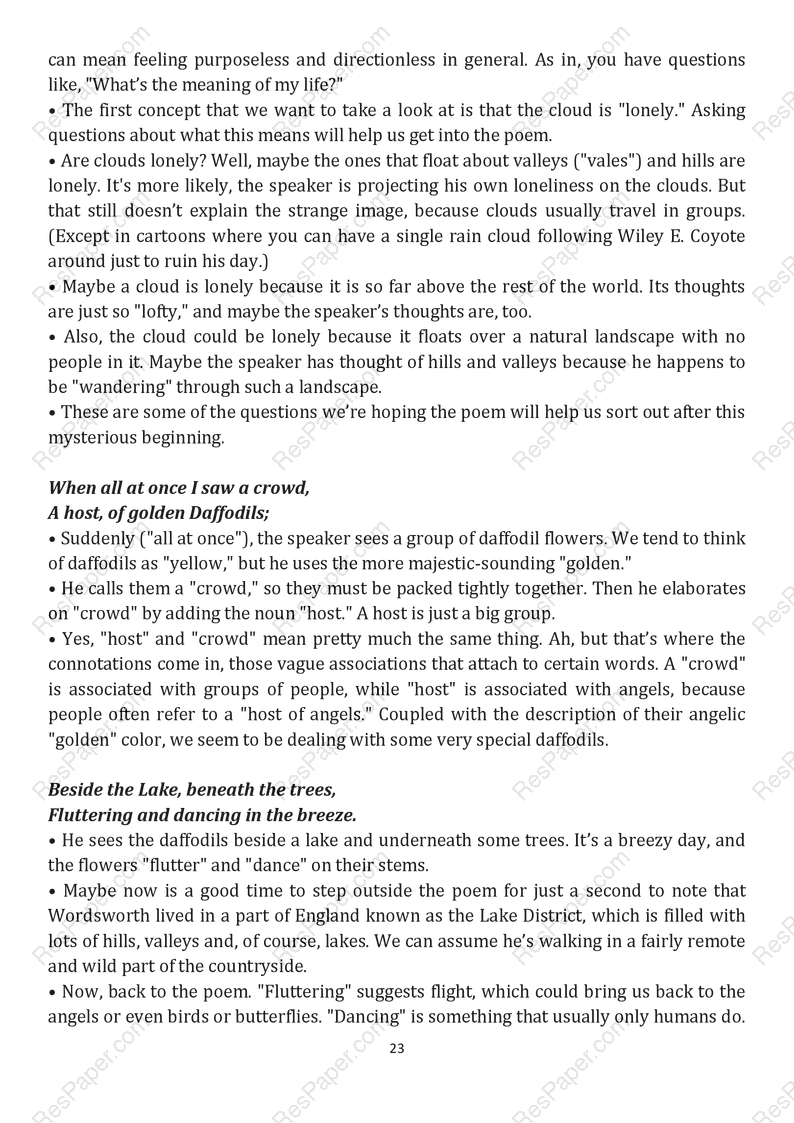 can mean feeling purposeless and directionless in general. As in, you have questions
like, "What’s the meaning of my life?"
• The first concept that we want to take a look at is that the cloud is "lonely." Asking
questions about what this means will help us get into the poem.
• Are clouds lonely? Well, maybe the ones that float about valleys ("vales") and hills are
lonely. It's more likely, the speaker is projecting his own loneliness on the clouds. But
that still doesn’t explain the strange image, because clouds usually travel in groups.
(Except in cartoons where you can have a single rain cloud following Wiley E. Coyote
around just to ruin his day.)
• Maybe a cloud is lonely because it is so far above the rest of the world. Its thoughts
are just so "lofty," and maybe the speaker’s thoughts are, too.
• Also, the cloud could be lonely because it floats over a natural landscape with no
people in it. Maybe the speaker has thought of hills and valleys because he happens to
be "wandering" through such a landscape.
• These are some of the questions we’re hoping the poem will help us sort out after this
mysterious beginning.
When all at once I saw a crowd,
A host, of golden Daffodils;
• Suddenly ("all at once"), the speaker sees a group of daffodil flowers. We tend to think
of daffodils as "yellow," but he uses the more majestic-sounding "golden."
• He calls them a "crowd," so they must be packed tightly together. Then he elaborates
on "crowd" by adding the noun "host." A host is just a big group.
• Yes, "host" and "crowd" mean pretty much the same thing. Ah, but that’s where the
connotations come in, those vague associations that attach to certain words. A "crowd"
is associated with groups of people, while "host" is associated with angels, because
people often refer to a "host of angels." Coupled with the description of their angelic
"golden" color, we seem to be dealing with some very special daffodils.
Beside the Lake, beneath the trees,
Fluttering and dancing in the breeze.
• He sees the daffodils beside a lake and underneath some trees. It’s a breezy day, and
the flowers "flutter" and "dance" on their stems.
• Maybe now is a good time to step outside the poem for just a second to note that
Wordsworth lived in a part of England known as the Lake District, which is filled with
lots of hills, valleys and, of course, lakes. We can assume he’s walking in a fairly remote
and wild part of the countryside.
• Now, back to the poem. "Fluttering" suggests flight, which could bring us back to the
angels or even birds or butterflies. "Dancing" is something that usually only humans do.
23